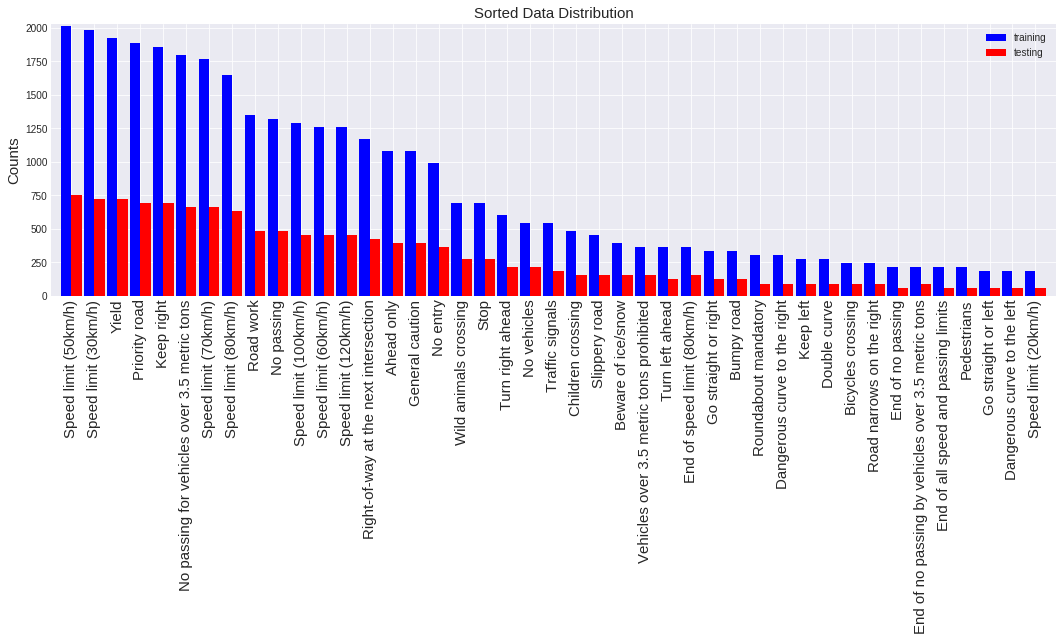 Sorted Data Distribution
training
testing
Counts
2000
1750
1500
1250
1000
750
500
250
0
Speed limit (50km/h)
Speed limit (30km/h)
Yield
Priority road
Keep right
No passing for vehicles over 3.5 metric tons
Speed limit (70km/h)
Speed limit (80km/h)
Road work
No passing
Speed limit (100km/h)
Speed limit (60km/h)
Speed limit (120km/h)
Right-of-way at the next intersection
Ahead only
General caution
No entry
Wild animals crossing
Stop
Turn right ahead
No vehicles
Traffic signals
Children crossing
Slippery road
Beware of ice/snow
Vehicles over 3.5 metric tons prohibited
Turn left ahead
End of speed limit (80km/h)
Go straight or right
Bumpy road
Roundabout mandatory
Dangerous curve to the right
Keep left
Double curve
Bicycles crossing
Road narrows on the right
End of no passing
End of no passing by vehicles over 3.5 metric tons
End of all speed and passing limits
Pedestrians
Go straight or left
Dangerous curve to the left
Speed limit (20km/h)